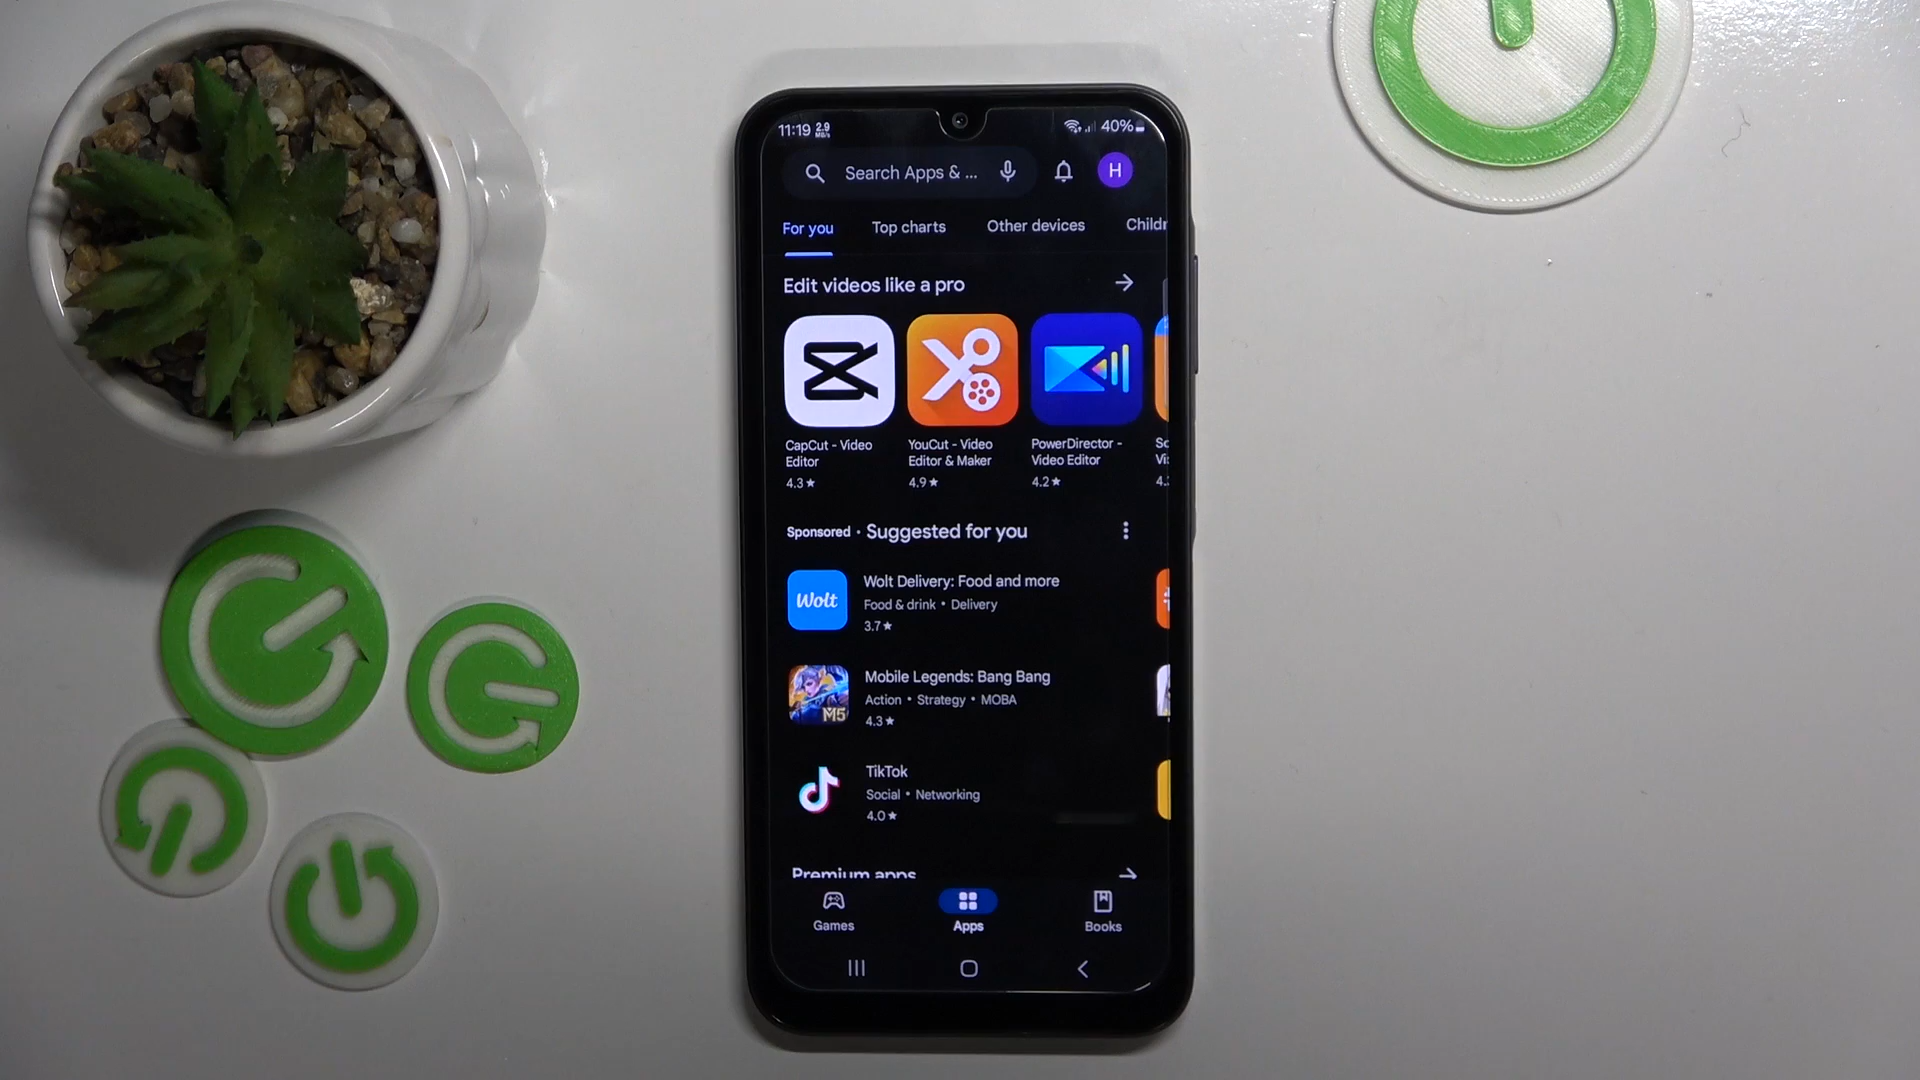 11:19 2.9 MB/s 40%
Search Apps & ...
H
For you Top charts Other devices Childr
Edit videos like a pro
CapCut - Video Editor
4.3★
YouCut - Video Editor & Maker
4.9★
PowerDirector - Video Editor
4.2★
Sponsored • Suggested for you
Wolt
Wolt Delivery: Food and more
Food & drink • Delivery
3.7★
M5
Mobile Legends: Bang Bang
Action • Strategy • MOBA
4.3★
TikTok
Social • Networking
4.0★
Premium apps
Games Apps Books